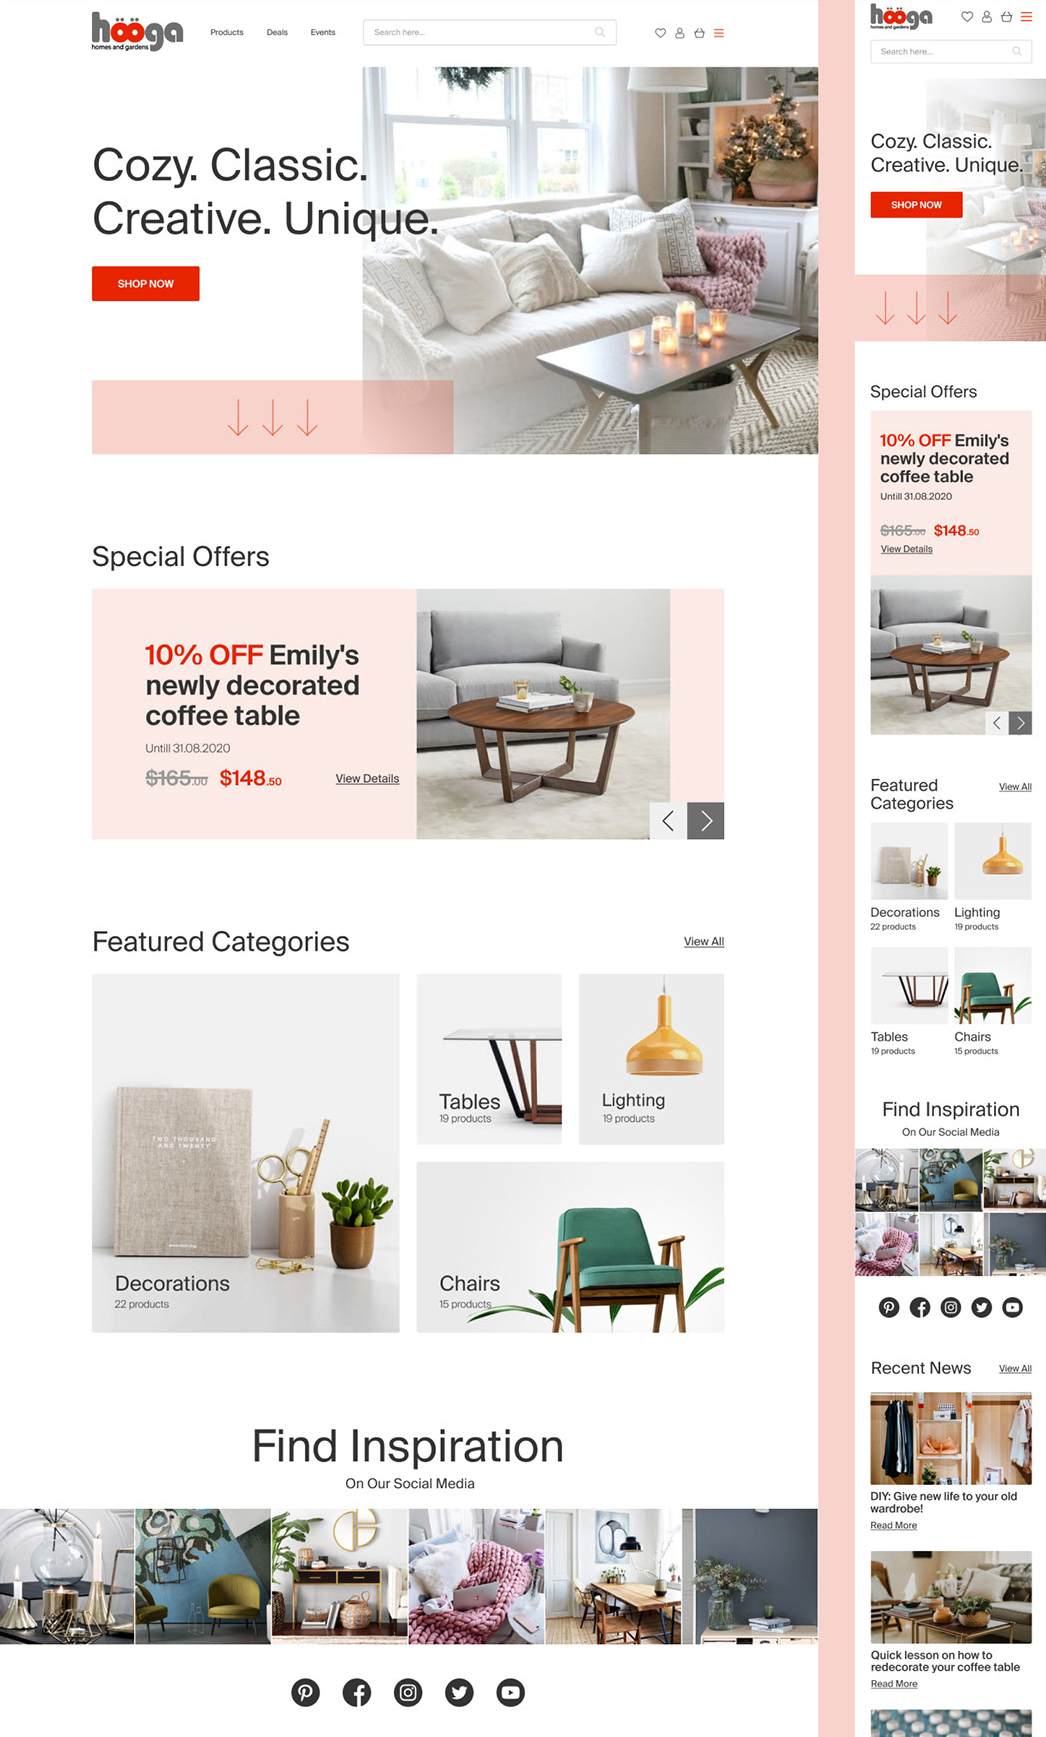 hööga
homes and gardens
Products Deals Events
Search here...
Cozy. Classic.
Creative. Unique.
SHOP NOW
Special Offers
10% OFF Emily's
newly decorated
coffee table
Untill 31.08.2020
$165.00 $148.50
View Details
Featured Categories
View All
TWO THOUSAND
AND TWENTY
Decorations
22 products
Tables
19 products
Lighting
19 products
Chairs
15 products
Find Inspiration
On Our Social Media
hööga
homes and gardens
Search here...
Cozy. Classic.
Creative. Unique.
SHOP NOW
Special Offers
10% OFF Emily's
newly decorated
coffee table
Untill 31.08.2020
$165.00 $148.50
View Details
Featured
Categories
View All
Decorations
22 products
Lighting
19 products
Tables
19 products
Chairs
15 products
Find Inspiration
On Our Social Media
Recent News
View All
DIY: Give new life to your old
wardrobe!
Read More
Quick lesson on how to
redecorate your coffee table
Read More